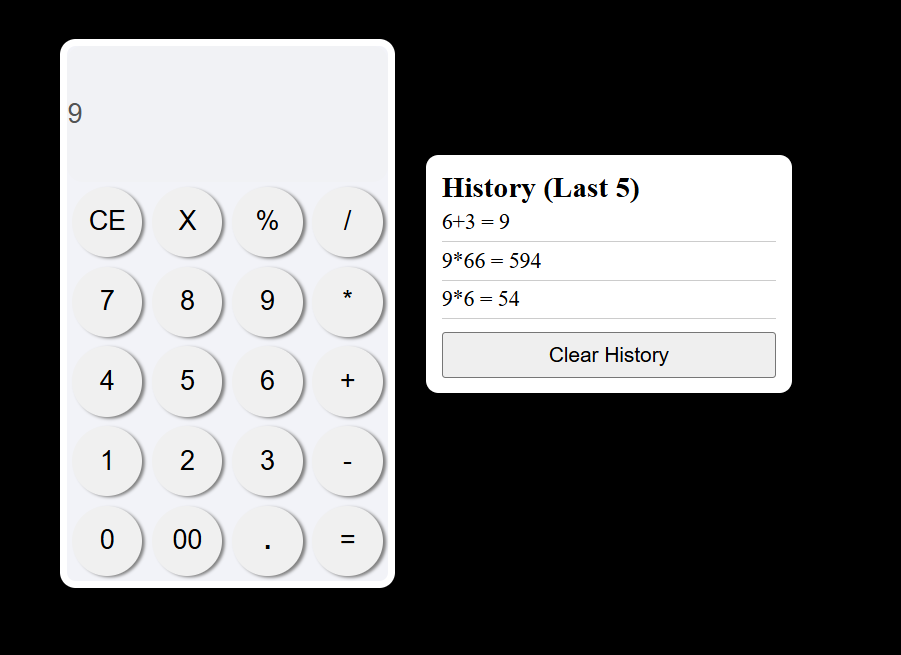 9
CE X % /
7 8 9 *
4 5 6 +
1 2 3 -
0 00 . =
History (Last 5)
6+3 = 9
9*66 = 594
9*6 = 54
Clear History